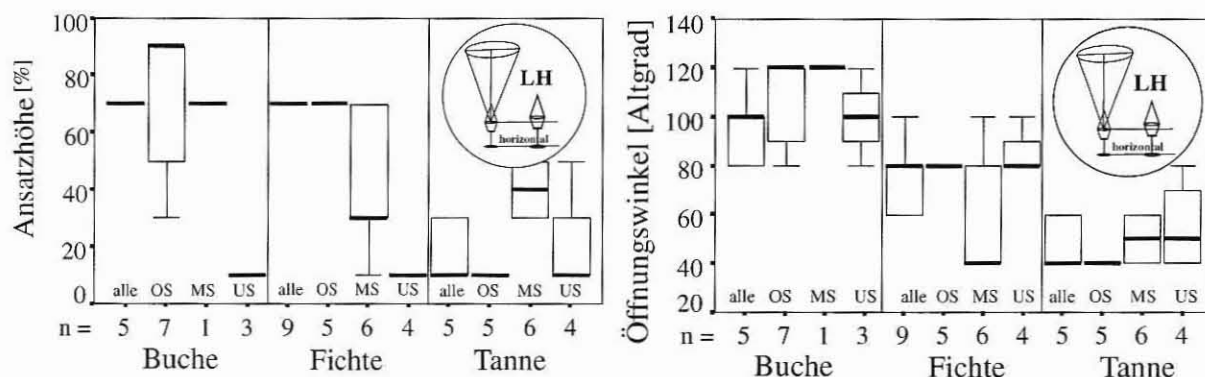 Ansatzhöhe [%]
100
80
60
40
20
0
LH
horizontal
alle OS MS US alle OS MS US alle OS MS US
n = 5 7 1 3 9 5 6 4 5 5 6 4
Buche Fichte Tanne
Öffnungswinkel [Altgrad]
140
120
100
80
60
40
20
LH
horizontal
alle OS MS US alle OS MS US alle OS MS US
n = 5 7 1 3 9 5 6 4 5 5 6 4
Buche Fichte Tanne